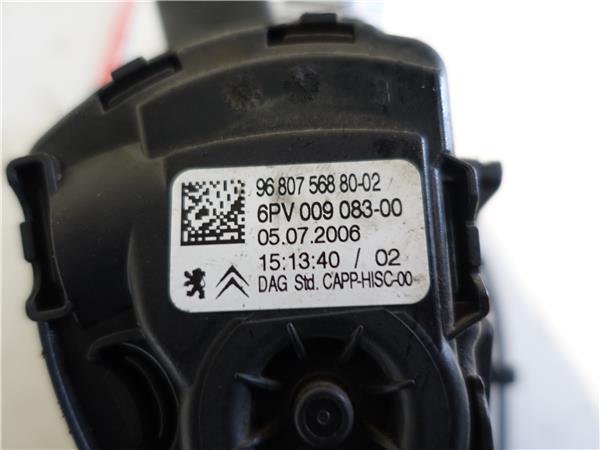 96 807 568 80-02
6PV 009 083-00
05.07.2006
15:13:40 / 02
DAG Std. CAPP-HISC-00